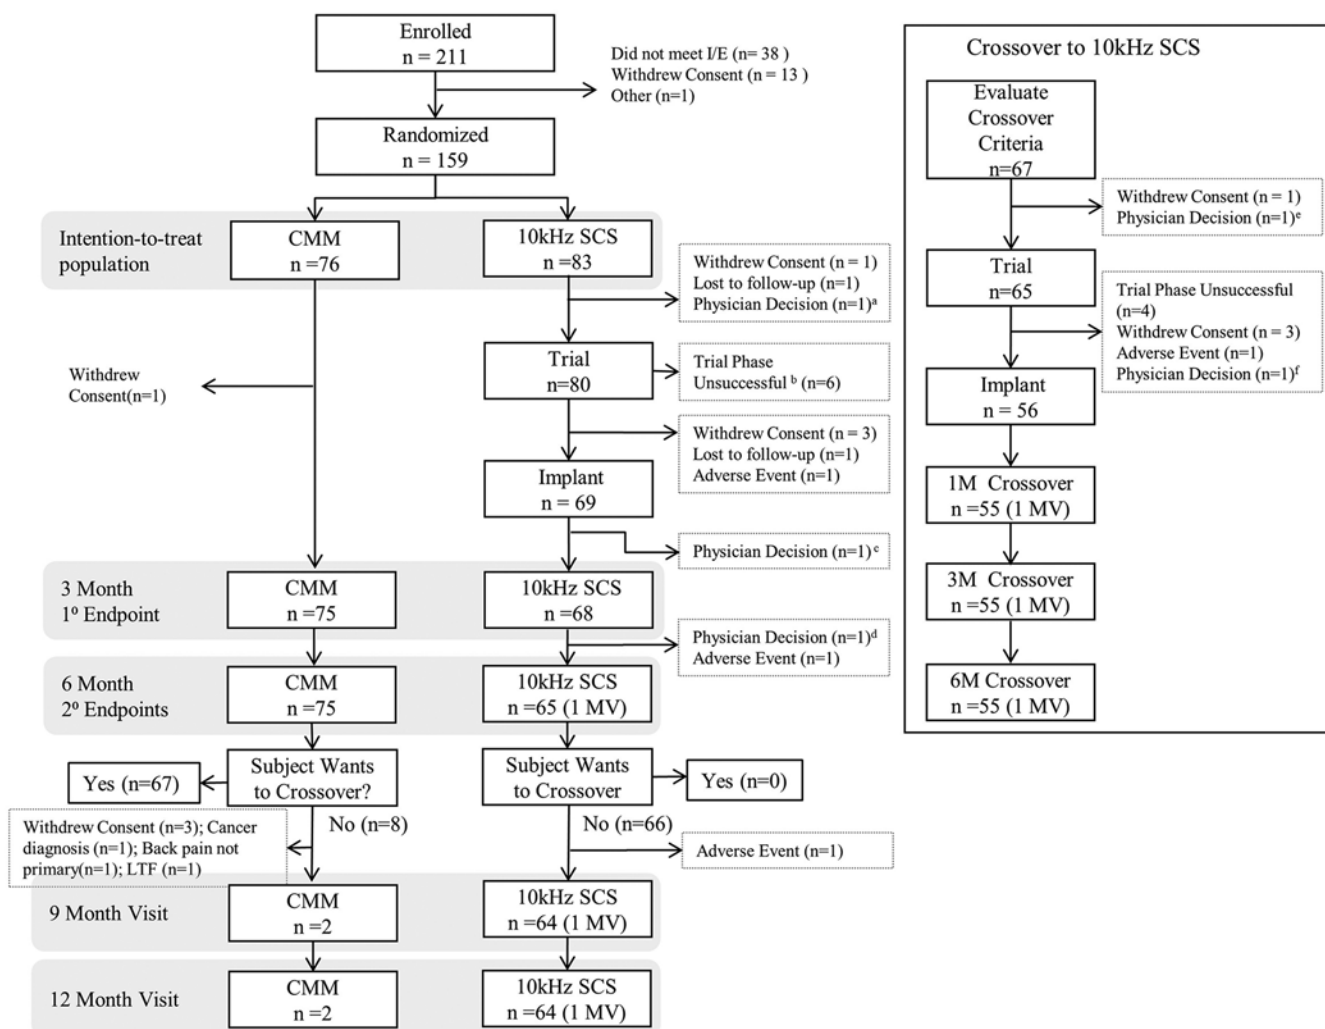 Enrolled
n = 211
Did not meet I/E (n= 38 )
Withdrew Consent (n = 13 )
Other (n=1)
Randomized
n = 159
Intention-to-treat
population
CMM
n =76
10kHz SCS
n =83
Withdrew Consent (n = 1)
Lost to follow-up (n=1)
Physician Decision (n=1)a
Withdrew
Consent(n=1)
Trial
n=80
Trial Phase
Unsuccessful b (n=6)
Withdrew Consent (n = 3)
Lost to follow-up (n=1)
Adverse Event (n=1)
Implant
n = 69
Physician Decision (n=1) c
3 Month
1º Endpoint
CMM
n =75
10kHz SCS
n =68
Physician Decision (n=1)d
Adverse Event (n=1)
6 Month
2º Endpoints
CMM
n =75
10kHz SCS
n =65 (1 MV)
Yes (n=67)
Subject Wants
to Crossover?
Subject Wants
to Crossover
Yes (n=0)
No (n=8)
No (n=66)
Withdrew Consent (n=3); Cancer
diagnosis (n=1); Back pain not
primary(n=1); LTF (n=1)
Adverse Event (n=1)
9 Month Visit
CMM
n =2
10kHz SCS
n =64 (1 MV)
12 Month Visit
CMM
n =2
10kHz SCS
n =64 (1 MV)
Crossover to 10kHz SCS
Evaluate
Crossover
Criteria
n=67
Withdrew Consent (n = 1)
Physician Decision (n=1)e
Trial
n=65
Trial Phase Unsuccessful
(n=4)
Withdrew Consent (n = 3)
Adverse Event (n=1)
Physician Decision (n=1)f
Implant
n = 56
1M Crossover
n =55 (1 MV)
3M Crossover
n =55 (1 MV)
6M Crossover
n =55 (1 MV)